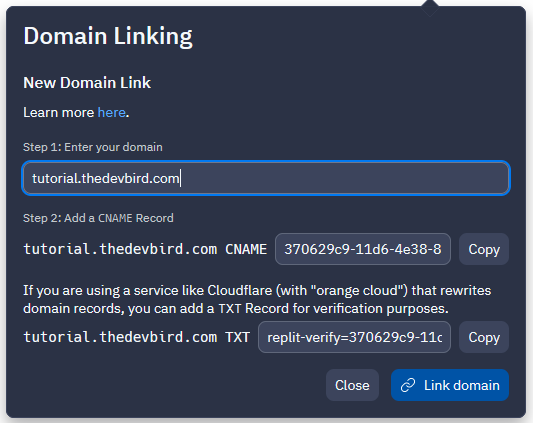 Domain Linking
New Domain Link
Learn more here.
Step 1: Enter your domain
tutorial.thedevbird.com
Step 2: Add a CNAME Record
tutorial.thedevbird.com CNAME 370629c9-11d6-4e38-8 Copy
If you are using a service like Cloudflare (with "orange cloud") that rewrites
domain records, you can add a TXT Record for verification purposes.
tutorial.thedevbird.com TXT replit-verify=370629c9-11c Copy
Close Link domain